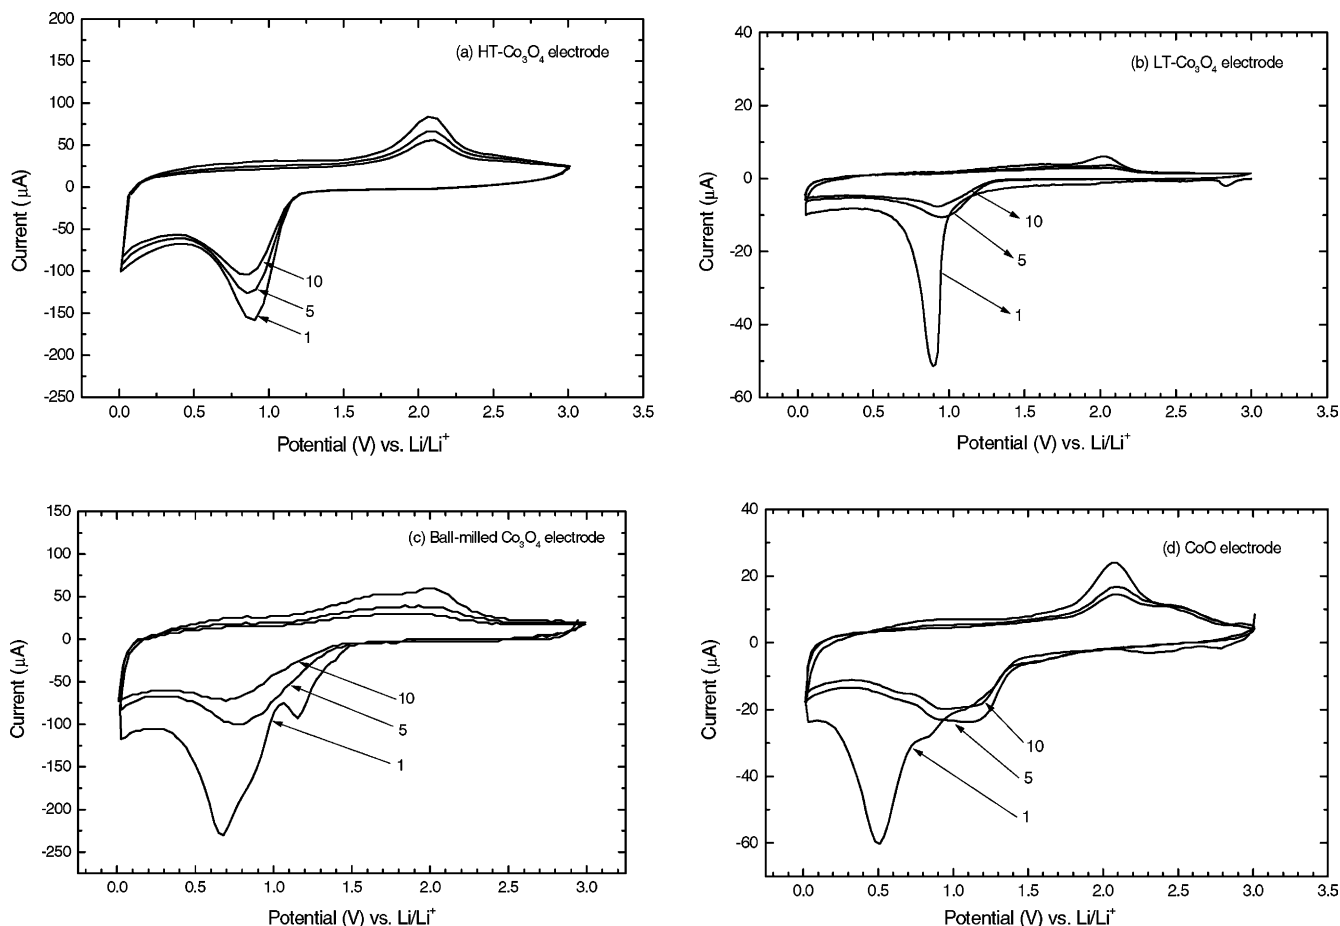 (a) HT-Co₃O₄ electrode
200
150
100
50
0
-50
-100
-150
-200
-250
Current (µA)
10
5
1
0.0 0.5 1.0 1.5 2.0 2.5 3.0 3.5
Potential (V) vs. Li/Li⁺
(b) LT-Co₃O₄ electrode
40
20
0
-20
-40
-60
Current (µA)
10
5
1
0.0 0.5 1.0 1.5 2.0 2.5 3.0 3.5
Potential (V) vs. Li/Li⁺
(c) Ball-milled Co₃O₄ electrode
150
100
50
0
-50
-100
-150
-200
-250
Current (µA)
10
5
1
0.0 0.5 1.0 1.5 2.0 2.5 3.0
Potential (V) vs. Li/Li⁺
(d) CoO electrode
40
20
0
-20
-40
-60
Current (µA)
10
5
1
0.0 0.5 1.0 1.5 2.0 2.5 3.0 3.5
Potential (V) vs. Li/Li⁺